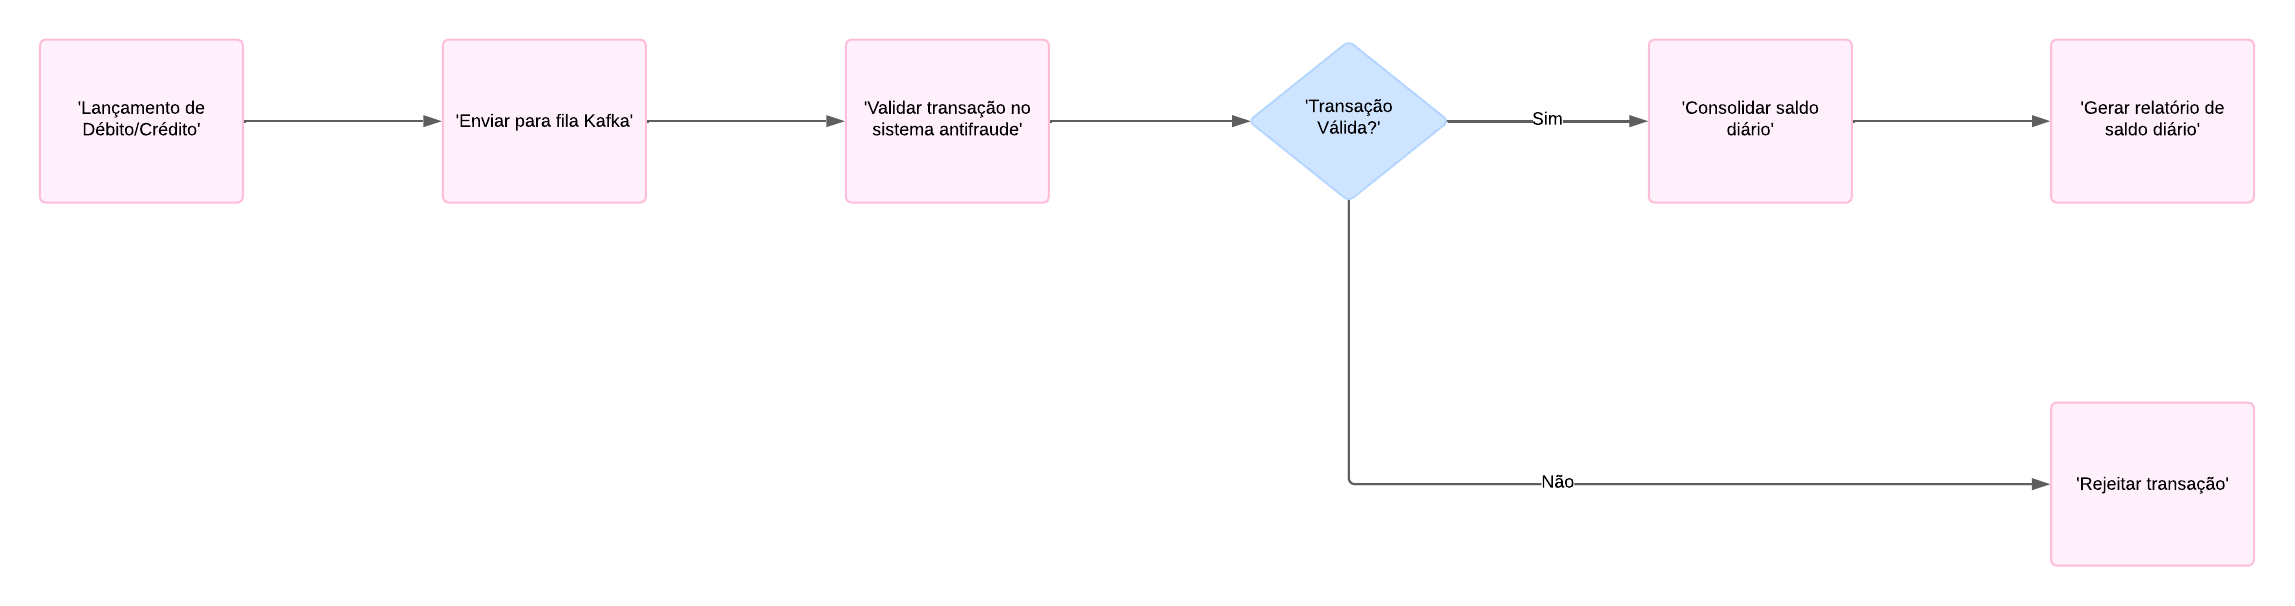 'Lançamento de
Débito/Crédito'
'Enviar para fila Kafka'
'Validar transação no
sistema antifraude'
'Transação
Válida?'
Sim
'Consolidar saldo
diário'
'Gerar relatório de
saldo diário'
Não
'Rejeitar transação'